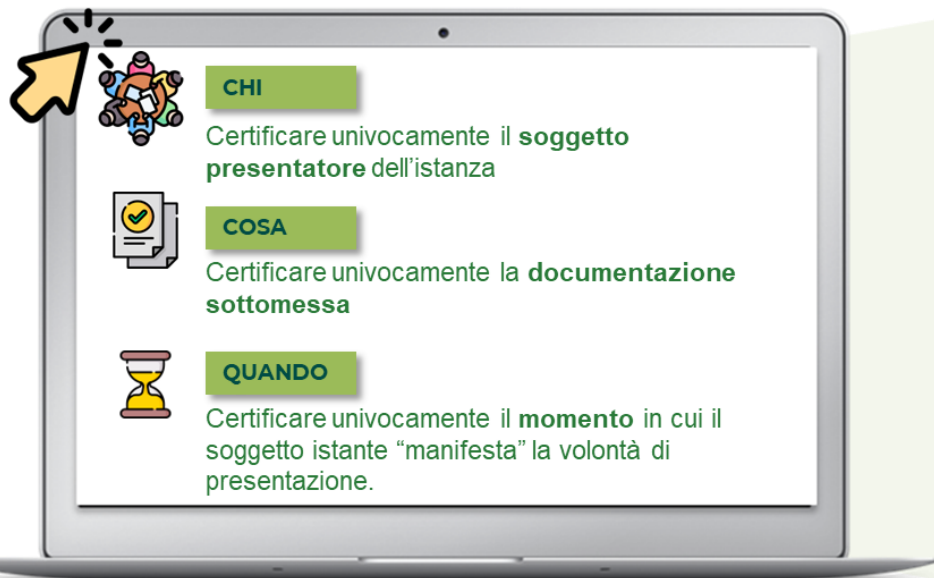 CHI
Certificare univocamente il soggetto
presentatore dell’istanza
COSA
Certificare univocamente la documentazione
sottomessa
QUANDO
Certificare univocamente il momento in cui il
soggetto istante “manifesta” la volontà di
presentazione.